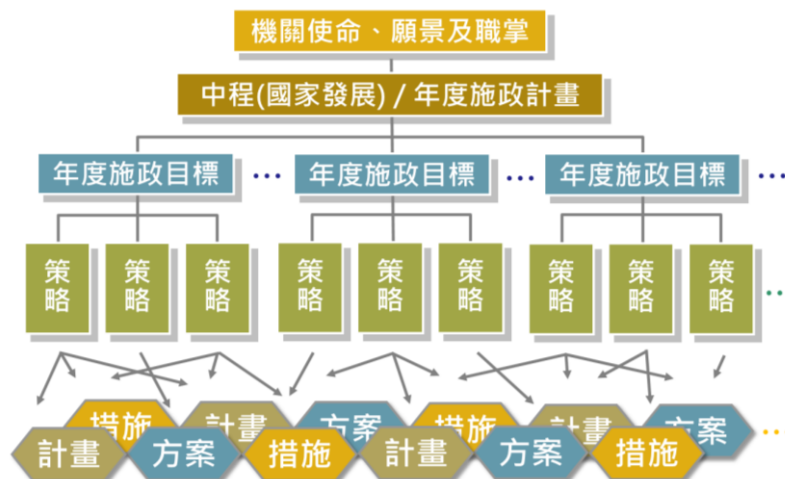 機關使命、願景及職掌
中程(國家發展) / 年度施政計畫
年度施政目標 ... 年度施政目標 ... 年度施政目標 ...
策略 策略 策略 策略 策略 策略 策略 策略 策略 ..
措施 計畫 方案 措施 計畫 方案 ..
計畫 方案 措施 計畫 方案 措施